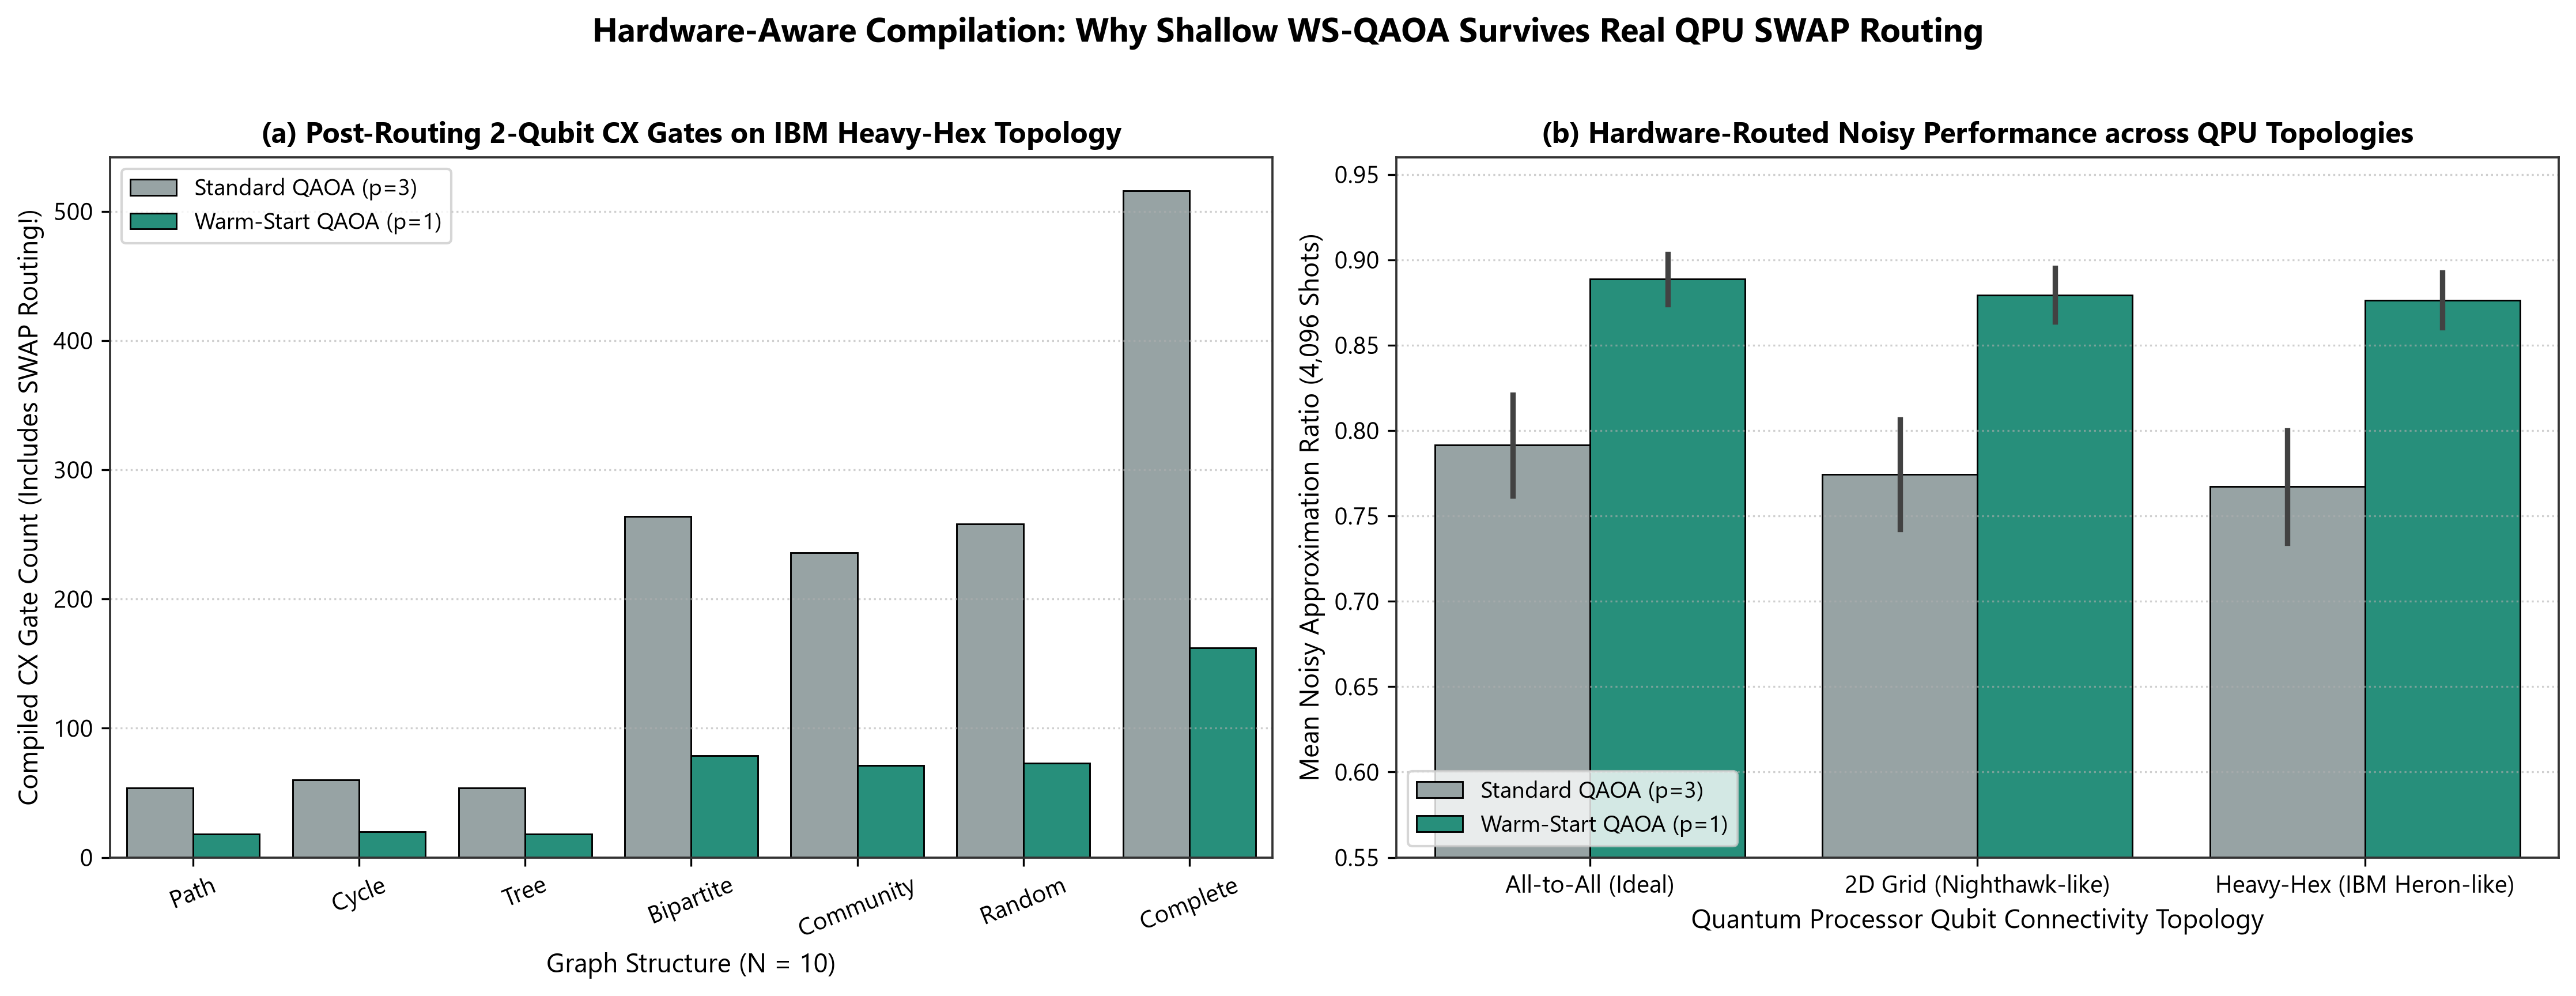 Hardware-Aware Compilation: Why Shallow WS-QAOA Survives Real QPU SWAP Routing
(a) Post-Routing 2-Qubit CX Gates on IBM Heavy-Hex Topology
Compiled CX Gate Count (Includes SWAP Routing!)
500
400
300
200
100
0
Standard QAOA (p=3)
Warm-Start QAOA (p=1)
Path
Cycle
Tree
Bipartite
Community
Random
Complete
Graph Structure (N = 10)
(b) Hardware-Routed Noisy Performance across QPU Topologies
Mean Noisy Approximation Ratio (4,096 Shots)
0.95
0.90
0.85
0.80
0.75
0.70
0.65
0.60
0.55
Standard QAOA (p=3)
Warm-Start QAOA (p=1)
All-to-All (Ideal)
2D Grid (Nighthawk-like)
Heavy-Hex (IBM Heron-like)
Quantum Processor Qubit Connectivity Topology